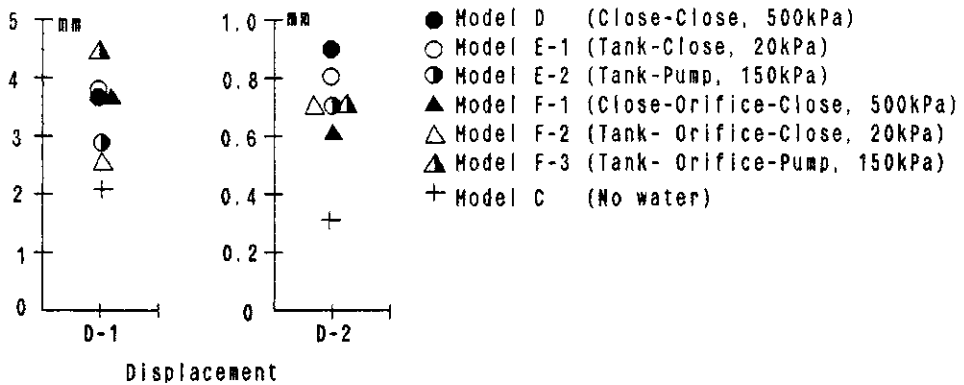 5 mm
4
3
2
1
0
D-1
1.0 mm
0.8
0.6
0.4
0.2
0
D-2
Displacement
Model D (Close-Close, 500kPa)
Model E-1 (Tank-Close, 20kPa)
Model E-2 (Tank-Pump, 150kPa)
Model F-1 (Close-Orifice-Close, 500kPa)
Model F-2 (Tank- Orifice-Close, 20kPa)
Model F-3 (Tank- Orifice-Pump, 150kPa)
Model C (No water)